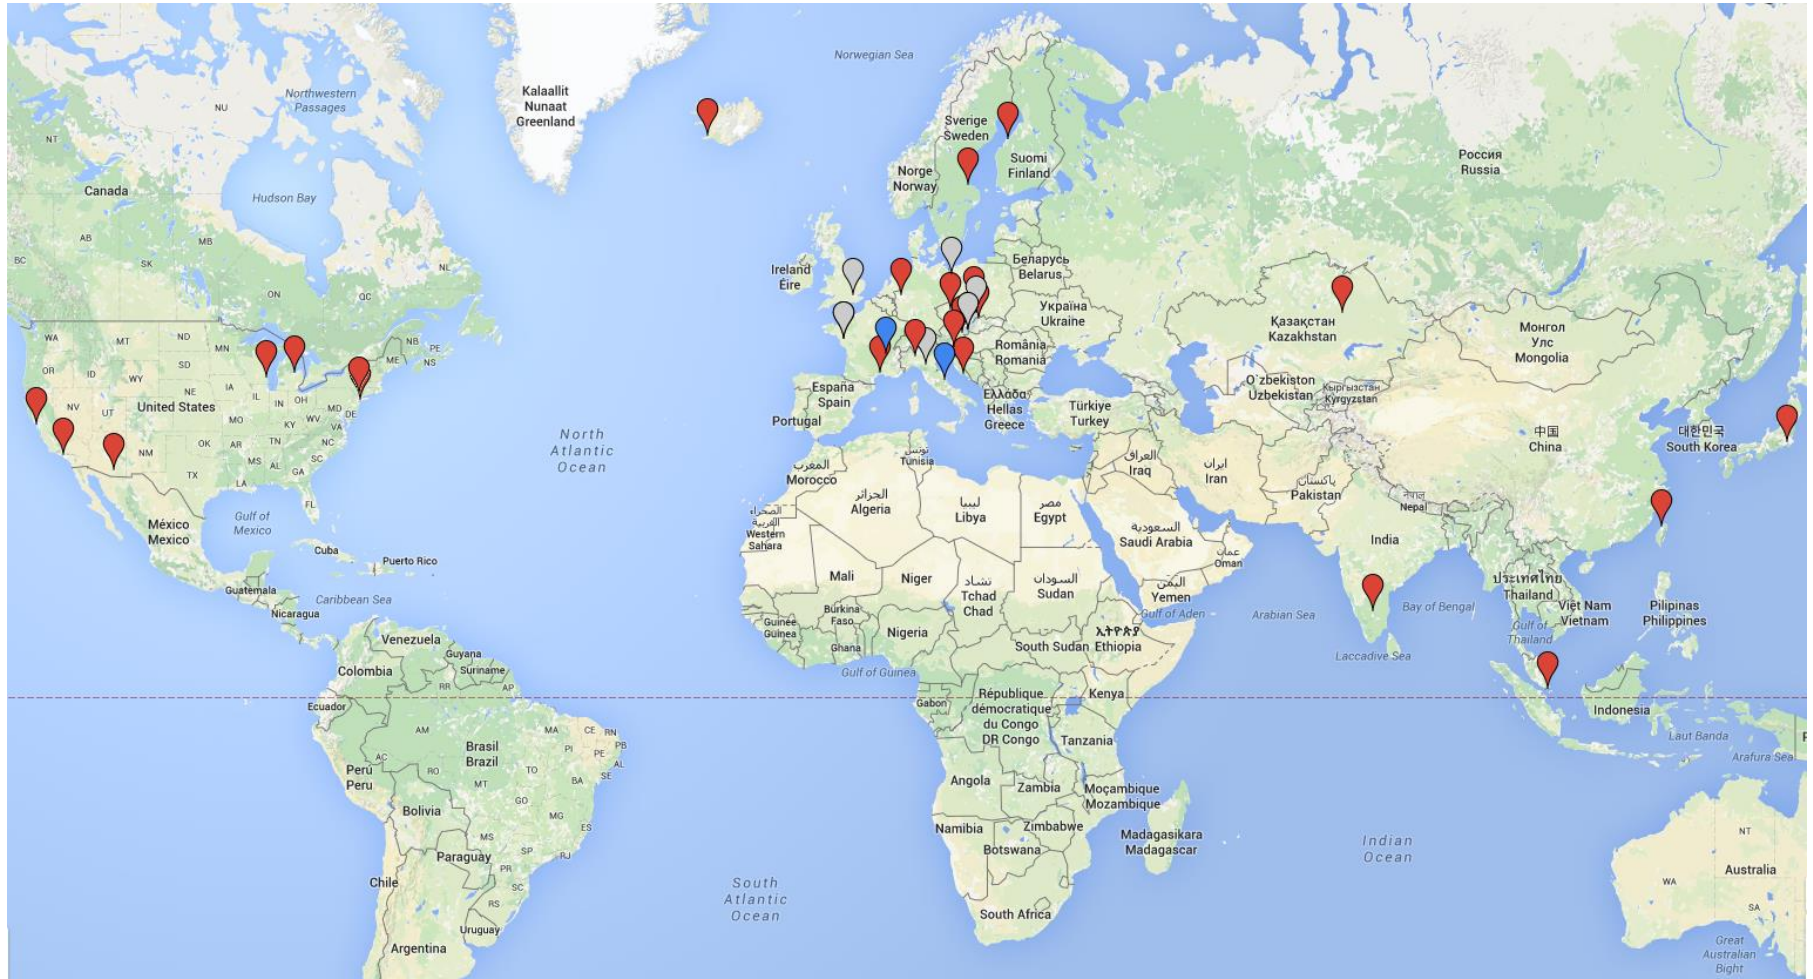 Norwegian Sea
Northwestern
Passages
NU
Kalaallit
Nunaat
Greenland
NT
Sverige
Sweden
Suomi
Finland
Norge
Norway
Россия
Russia
Canada
Hudson Bay
AB
MB
SK
BC
NL
ON
QC
Ireland
Éire
Беларусь
Belarus
Україна
Ukraine
Қазақстан
Kazakhstan
Монгол
Улс
Mongolia
România
Romania
WA
MT
ND
MN
NB
PE
NS
ME
OR
ID
SD
WY
IA
NE
IL
IN
OH
MD
DE
NV
UT
United States
MO
KY
WV
VA
OK
AR
TN
NC
NM
MS
AL
SC
GA
TX
LA
FL
España
Spain
Portugal
Ελλάδα
Hellas
Greece
Türkiye
Turkey
O'zbekiston
Uzbekistan
Кыргызстан
Kyrgyzstan
中国
China
대한민국
South Korea
North
Atlantic
Ocean
تونس
Tunisia
المغرب
Morocco
الجزائر
Algeria
ليبيا
Libya
مصر
Egypt
العراق
Iraq
ایران
Iran
پاکستان
Pakistan
नेपाल
Nepal
الصحراء
الغربية
Western
Sahara
السعودية
Saudi Arabia
عمان
Oman
India
México
Mexico
Gulf of
Mexico
Cuba
Puerto Rico
Guatemala
Caribbean Sea
Nicaragua
Mali
Niger
تشاد
Tchad
Chad
السودان
Sudan
اليمن
Yemen
Gulf of Aden
Arabian Sea
Bay of Bengal
ประเทศไทย
Thailand
Việt Nam
Vietnam
Gulf of
Thailand
Pilipinas
Philippines
Burkina
Faso
Guinée
Guinea
Ghana
Nigeria
South Sudan
ኢትዮጵያ
Ethiopia
Laccadive Sea
Venezuela
Guyana
Suriname
Colombia
RR
AP
Gulf of Guinea
Ecuador
Gabon
République
démocratique
du Congo
DR Congo
Kenya
Tanzania
Indonesia
Laut Banda
Arafura Sea
AM
MA
CE
RN
PB
PI
PE
AL
SE
AC
Brasil
Brazil
TO
BA
RO
MT
Perú
Peru
Bolivia
GO
MG
ES
MS
SP
RJ
Paraguay
PR
SC
Chile
RS
Uruguay
Argentina
Angola
Zambia
Moçambique
Mozambique
Namibia
Zimbabwe
Botswana
Madagasikara
Madagascar
South Africa
South
Atlantic
Ocean
Indian
Ocean
NT
Australia
WA
SA
Great
Australian
Bight